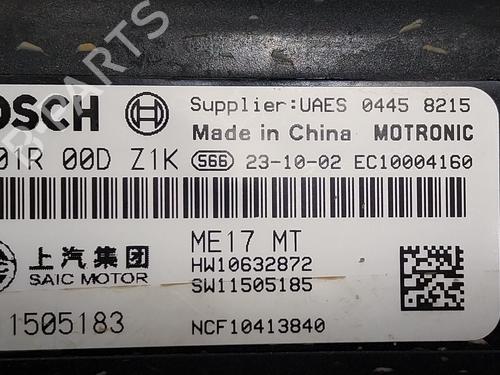 PARTS
OSCH Supplier:UAES 0445 8215
Made in China MOTRONIC
01R 00D Z1K 566 23-10-02 EC10004160
上汽集团 ME17 MT
SAIC MOTOR HW10632872
SW11505185
1505183 NCF10413840